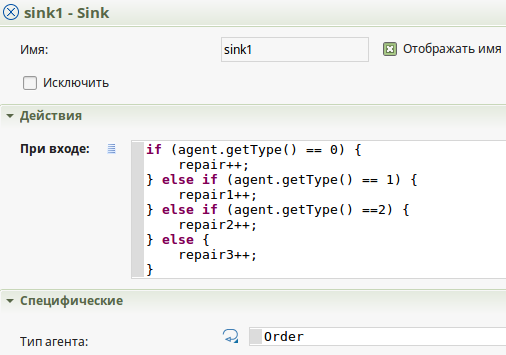 sink1 - Sink
Имя: sink1 Отображать имя
Исключить
Действия
При входе: if (agent.getType() == 0) {
repair++;
} else if (agent.getType() == 1) {
repair1++;
} else if (agent.getType() ==2) {
repair2++;
} else {
repair3++;
}
Специфические
Тип агента: Order